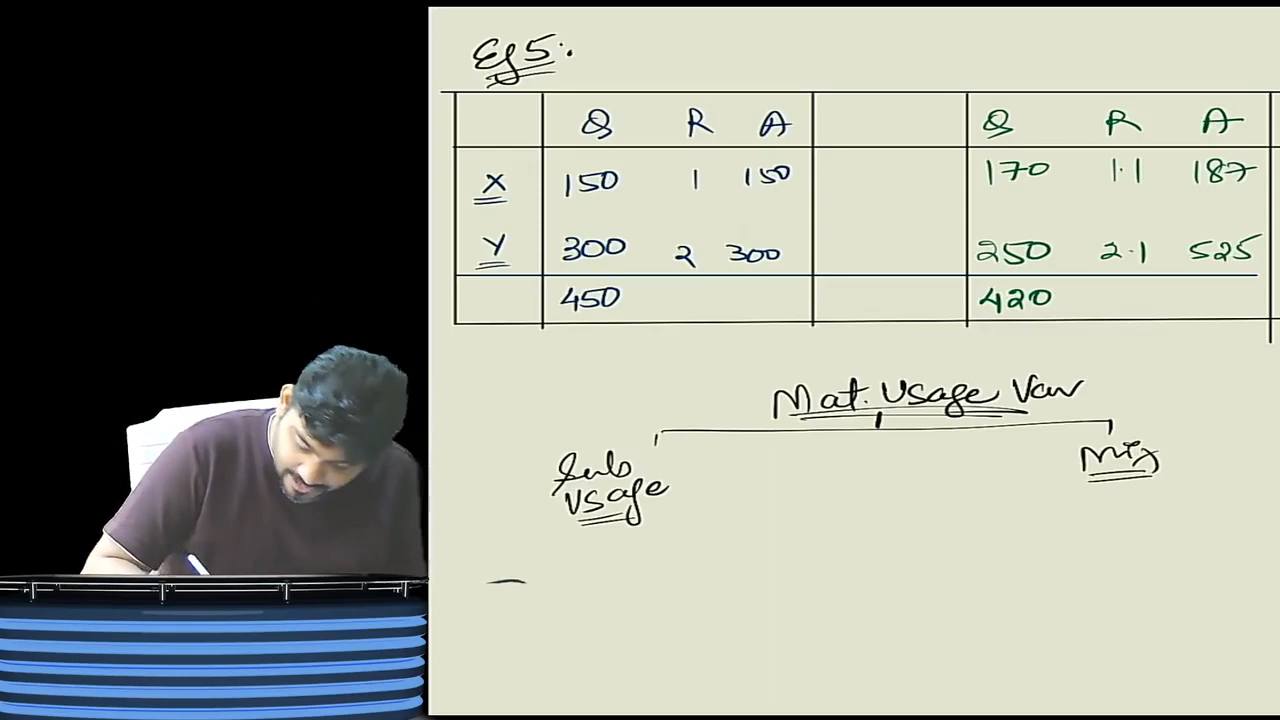 Eg 5:
Q R A Q R A
X 150 1 150 170 1.1 187
Y 300 2 300 250 2.1 525
450 420
Mat. Usage Var
Sub Mix
Usage